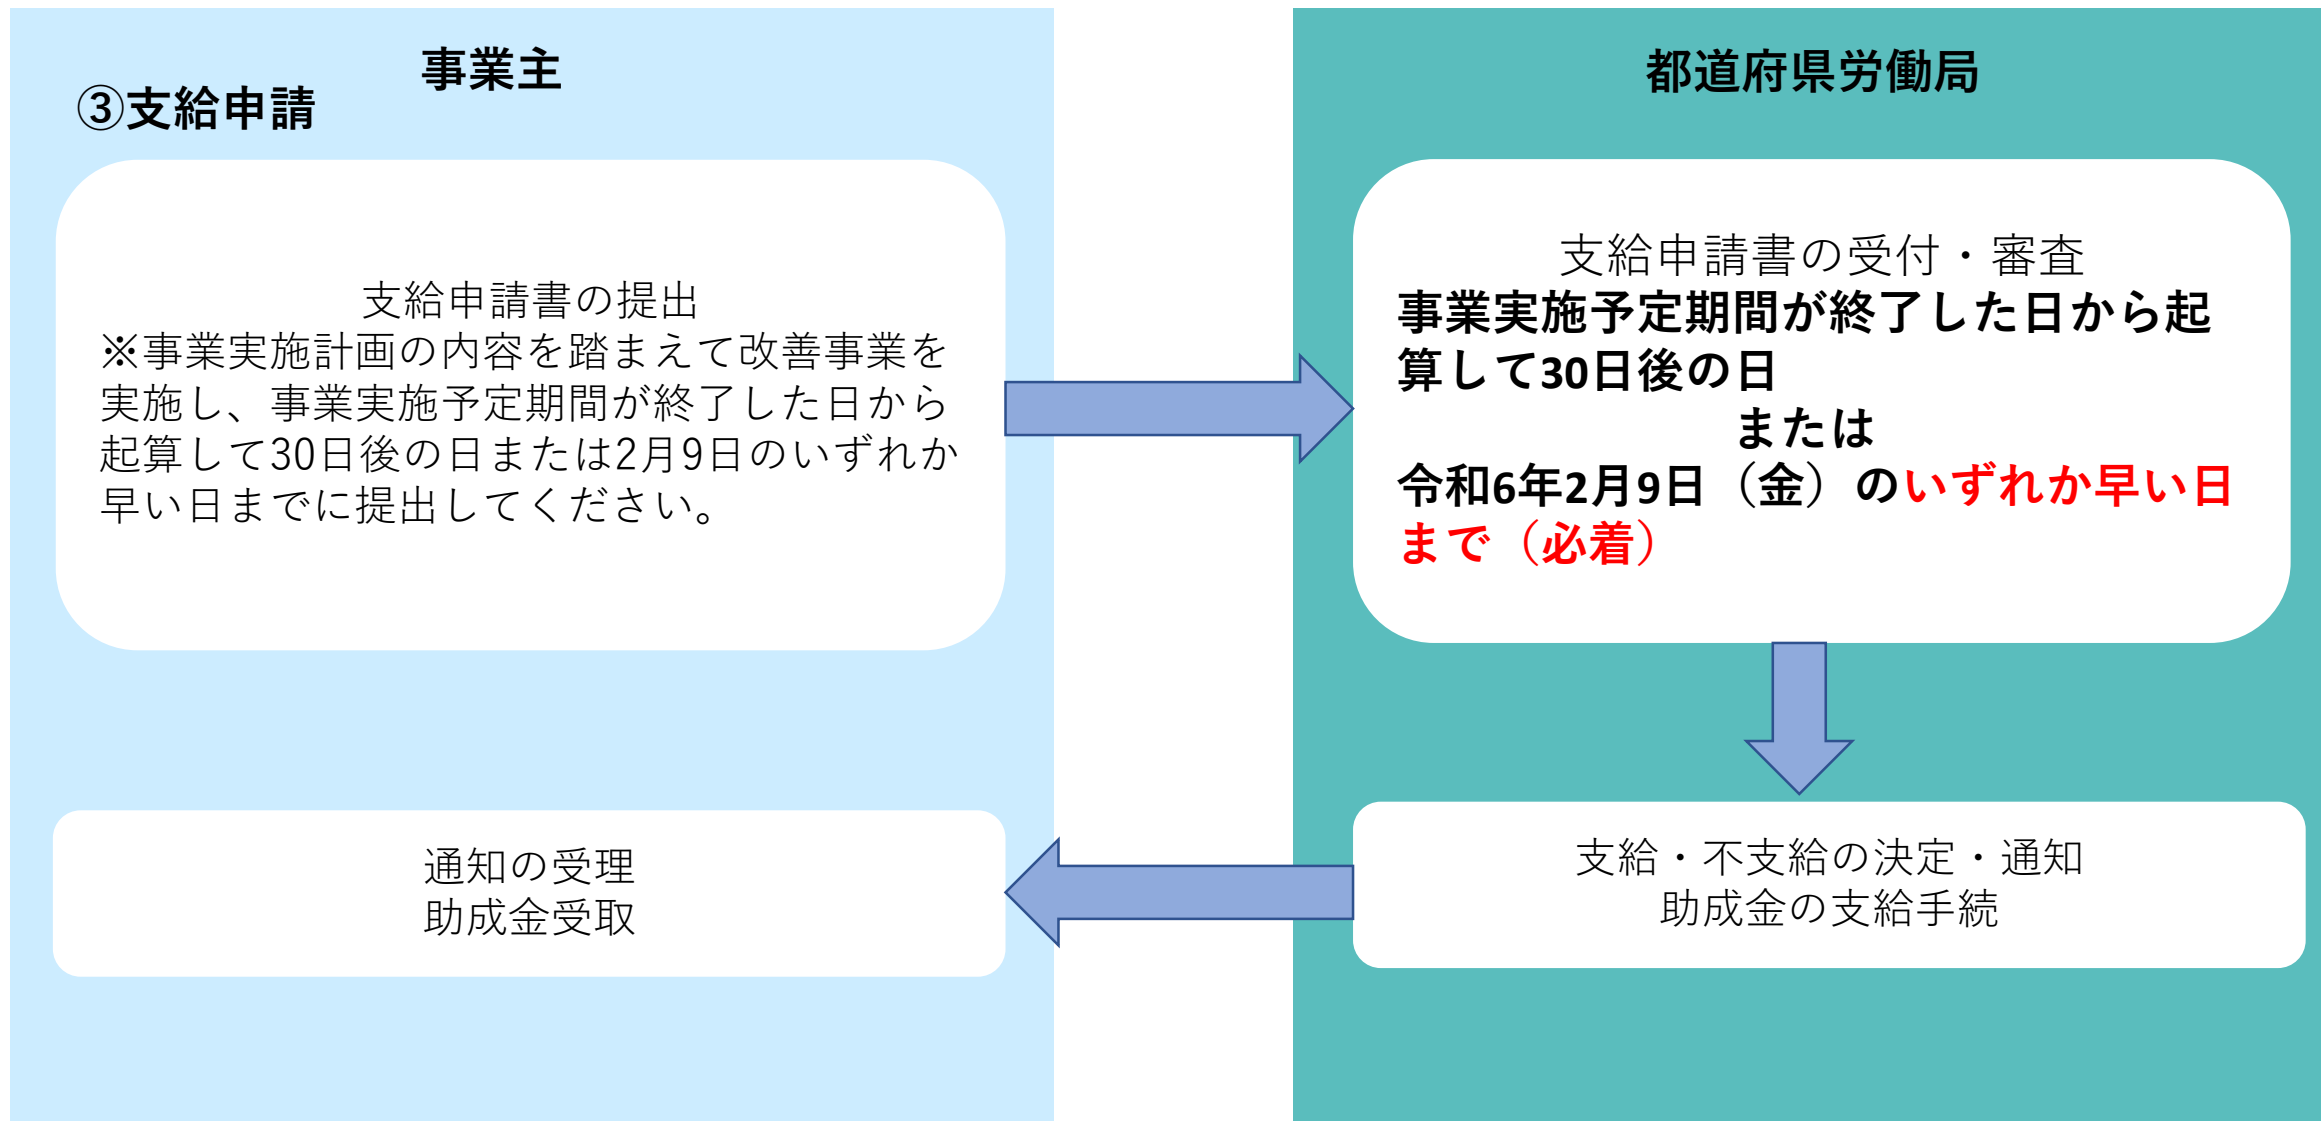 事業主
③支給申請
支給申請書の提出
※事業実施計画の内容を踏まえて改善事業を
実施し、事業実施予定期間が終了した日から
起算して30日後の日または2月9日のいずれか
早い日までに提出してください。
通知の受理
助成金受取
都道府県労働局
支給申請書の受付・審査
事業実施予定期間が終了した日から起
算して30日後の日
または
令和6年2月9日（金）のいずれか早い日
まで（必着）
支給・不支給の決定・通知
助成金の支給手続